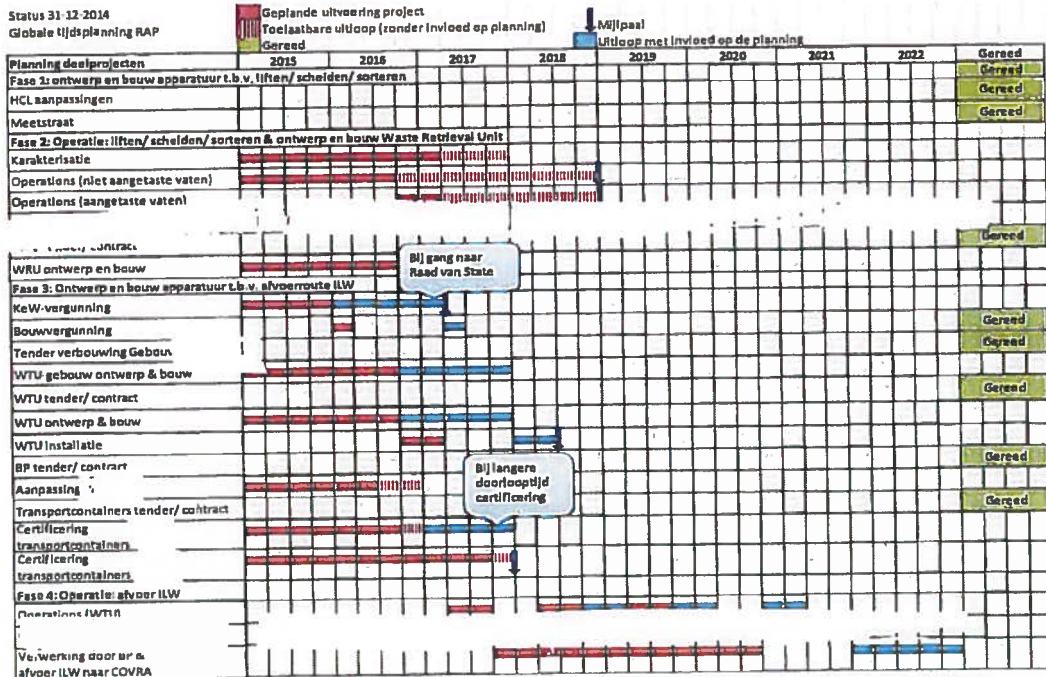 Status 31-12-2014
Globale tijdsplanning RAP
Geplande uitvoering project
Toelaatbare uitloop (zonder invloed op planning)
Gereed
Mijlpaal
Uitloop met invloed op de planning
Planning deelprojecten 2015 2016 2017 2018 2019 2020 2021 2022 Gereed
Fase 1: ontwerp en bouw apparatuur t.b.v. liften/ scheiden/ sorteren Gereed
HCL aanpassingen Gereed
Meetstraat Gereed
Fase 2: Operatie: liften/ scheiden/ sorteren & ontwerp en bouw Waste Retrieval Unit
Karakterisatie
Operations (niet aangetaste vaten)
Operations (aangetaste vaten)
contract Gereed
WRU ontwerp en bouw
Bij gang naar
Raad van State
Fase 3: Ontwerp en bouw apparatuur t.b.v. afvoerroute ILW
KeW-vergunning
Bouwvergunning Gereed
Tender verbouwing Gereed
WTU-gebouw ontwerp & bouw
WTU tender/ contract Gereed
WTU ontwerp & bouw
WTU installatie
BP tender/ contract Gereed
Bij langere
doorlooptijd
certificering
Aanpassing
Transportcontainers tender/ contract Gereed
Certificering
transportcontainers
Certificering
transportcontainers
Fase 4: Operatie: afvoer ILW
Operations (WTU)
Verwerking door BP &
afvoer ILW naar COVRA